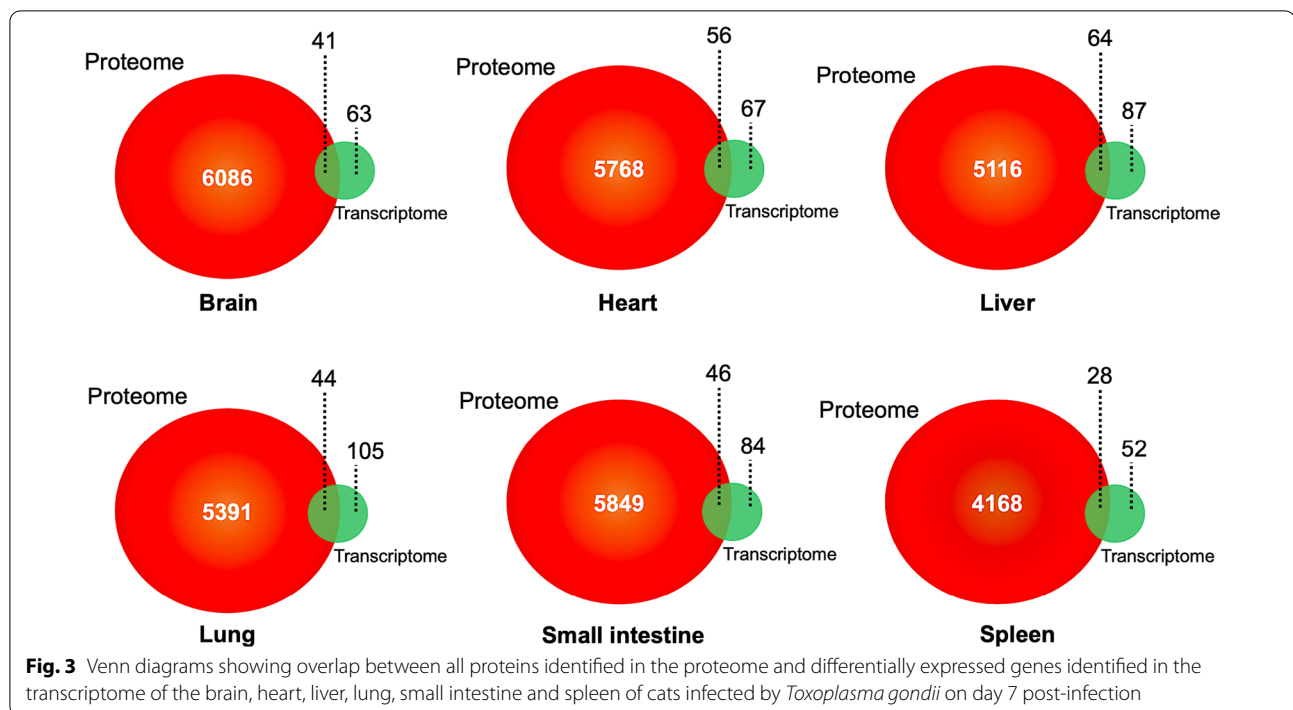 41
56
64
Proteome
Proteome
Proteome
63
67
87
6086
5768
5116
Transcriptome
Transcriptome
Transcriptome
Brain
Heart
Liver
44
46
28
Proteome
Proteome
Proteome
105
84
52
5391
5849
4168
Transcriptome
Transcriptome
Transcriptome
Lung
Small intestine
Spleen
Fig. 3 Venn diagrams showing overlap between all proteins identified in the proteome and differentially expressed genes identified in the
transcriptome of the brain, heart, liver, lung, small intestine and spleen of cats infected by Toxoplasma gondii on day 7 post-infection